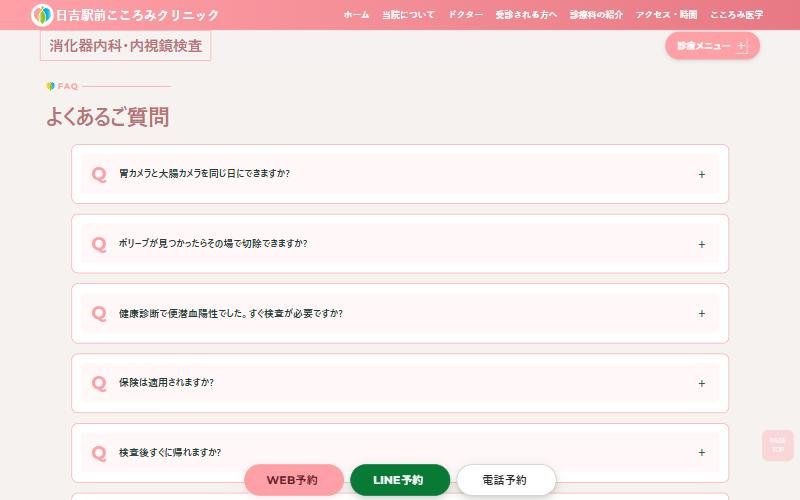 日吉駅前こころみクリニック
ホーム 当院について ドクター 受診される方へ 診療科の紹介 アクセス・時間 こころみ医学
消化器内科・内視鏡検査
診療メニュー +
FAQ
よくあるご質問
Q 胃カメラと大腸カメラを同じ日にできますか? +
Q ポリープが見つかったらその場で切除できますか? +
Q 健康診断で便潜血陽性でした。すぐ検査が必要ですか? +
Q 保険は適用されますか? +
Q 検査後すぐに帰れますか? +
PAGE
TOP
WEB予約 LINE予約 電話予約